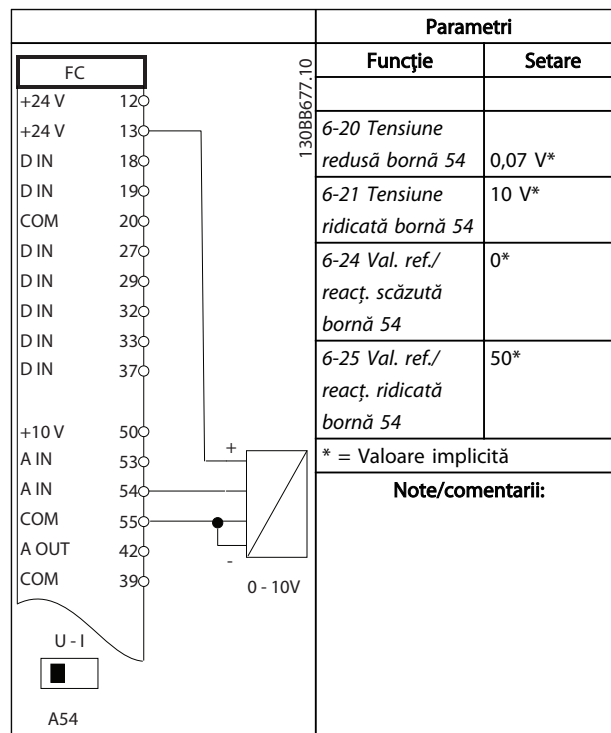 Parametri
Funcţie Setare
6-20 Tensiune
redusă bornă 54 0,07 V*
6-21 Tensiune 10 V*
ridicată bornă 54
6-24 Val. ref./ 0*
reacţ. scăzută
bornă 54
6-25 Val. ref./ 50*
reacţ. ridicată
bornă 54
* = Valoare implicită
Note/comentarii:
FC
130BB677.10
+24 V 12
+24 V 13
D IN 18
D IN 19
COM 20
D IN 27
D IN 29
D IN 32
D IN 33
D IN 37
+10 V 50
A IN 53
A IN 54
COM 55
A OUT 42
COM 39
+
-
0 - 10V
U - I
A54